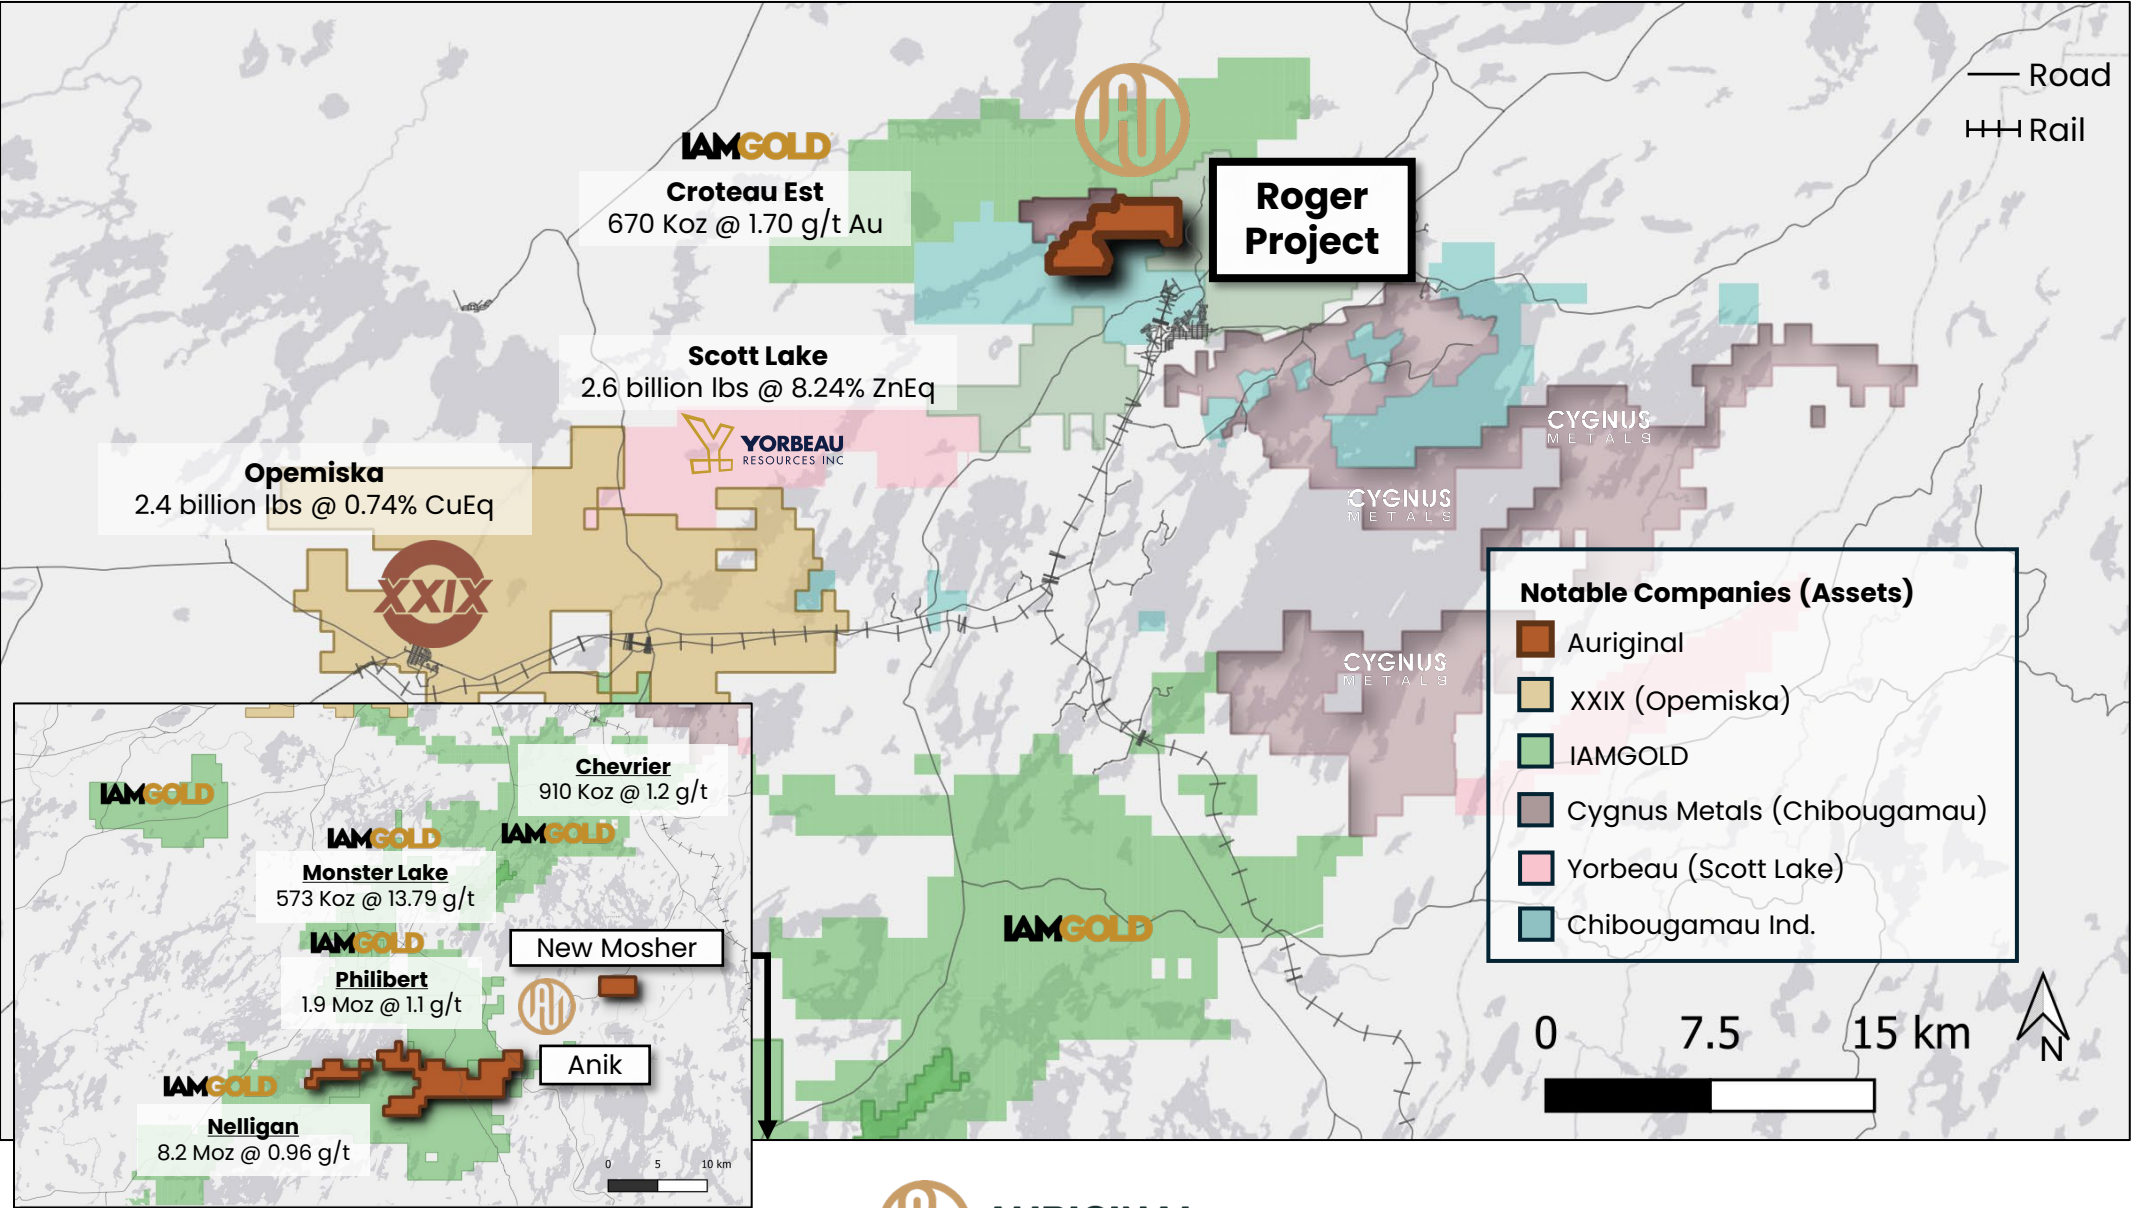 Road
Rail
IAMGOLD
Croteau Est
670 Koz @ 1.70 g/t Au
Roger
Project
Scott Lake
2.6 billion lbs @ 8.24% ZnEq
YORBEAU
RESOURCES INC
Opemiska
2.4 billion lbs @ 0.74% CuEq
XXIX
CYGNUS
METALS
CYGNUS
METALS
CYGNUS
METALS
IAMGOLD
Notable Companies (Assets)
Auriginal
XXIX (Opemiska)
IAMGOLD
Cygnus Metals (Chibougamau)
Yorbeau (Scott Lake)
Chibougamau Ind.
0 7.5 15 km
N
Chevrier
910 Koz @ 1.2 g/t
IAMGOLD
IAMGOLD
IAMGOLD
Monster Lake
573 Koz @ 13.79 g/t
IAMGOLD
New Mosher
Philibert
1.9 Moz @ 1.1 g/t
Anik
IAMGOLD
Nelligan
8.2 Moz @ 0.96 g/t
0 5 10 km